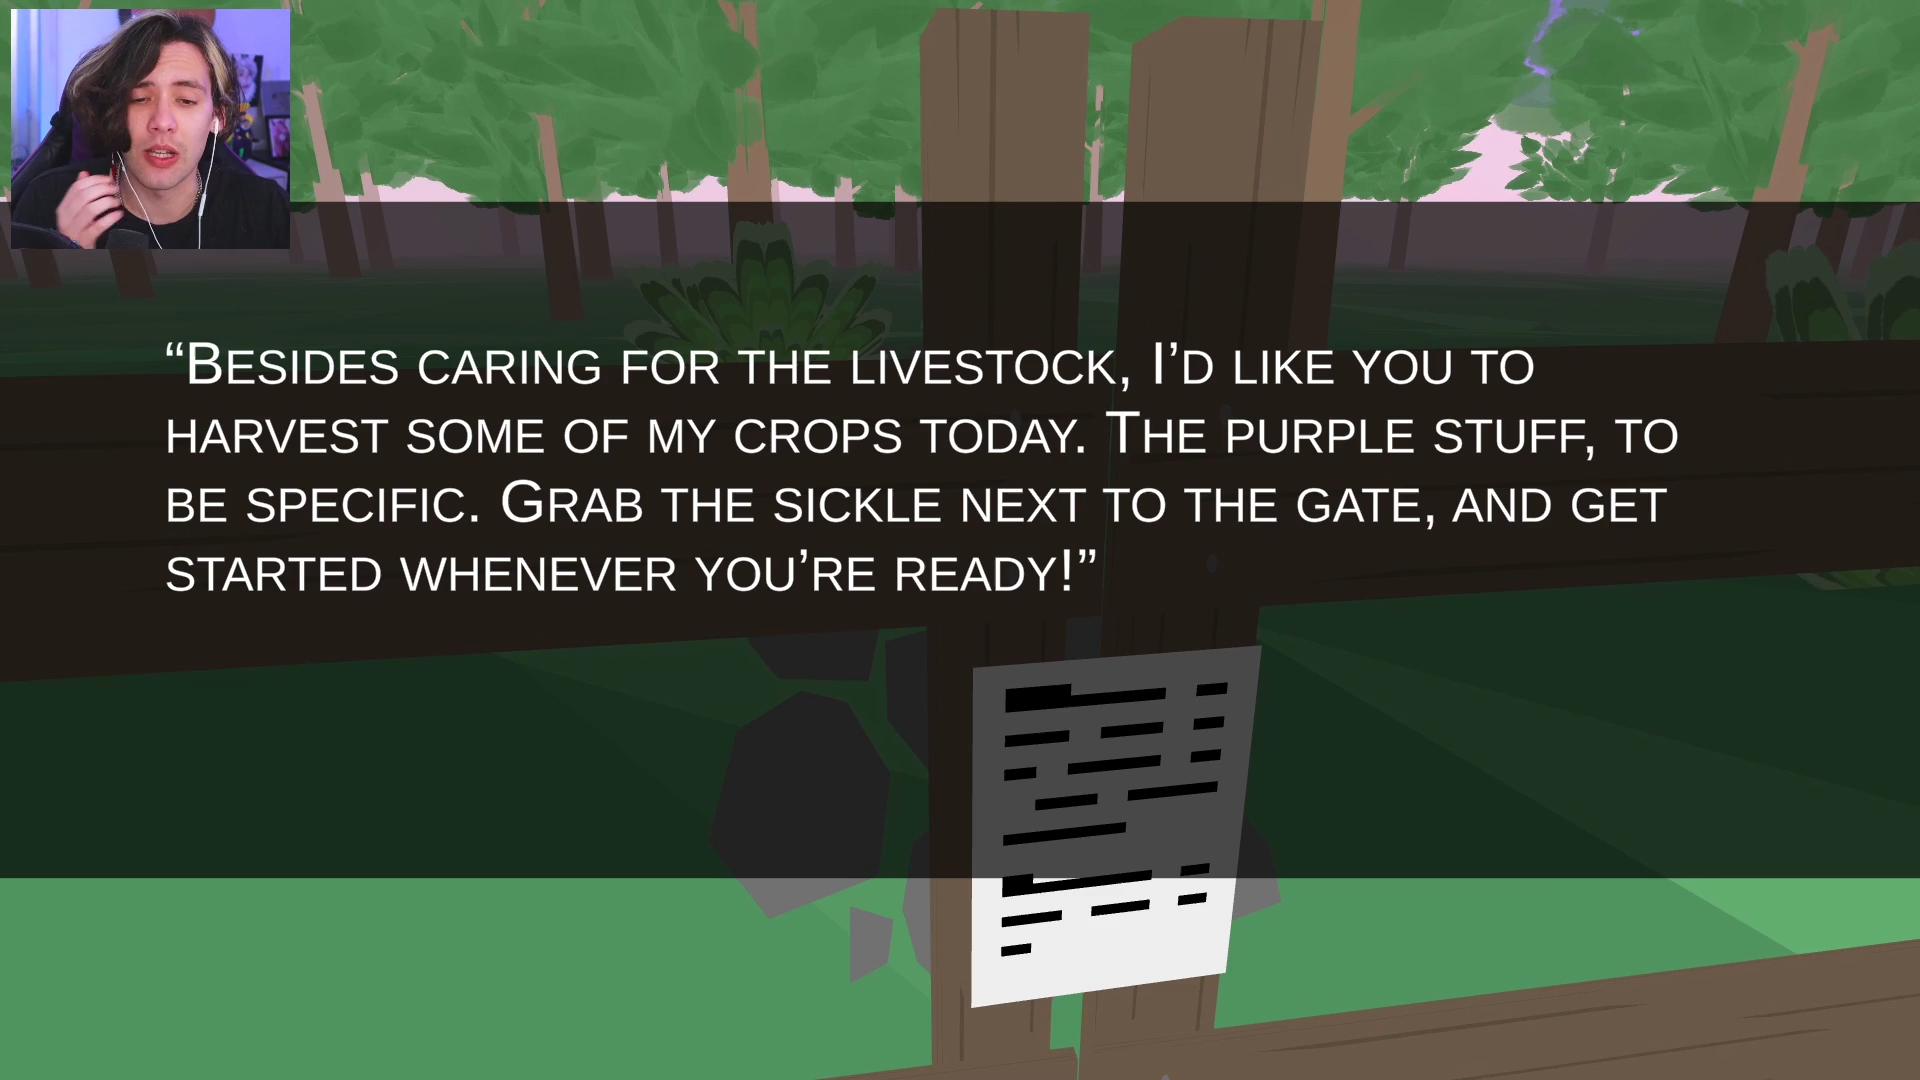 “Besides caring for the livestock, I’d like you to
harvest some of my crops today. The purple stuff, to
be specific. Grab the sickle next to the gate, and get
started whenever you’re ready!”